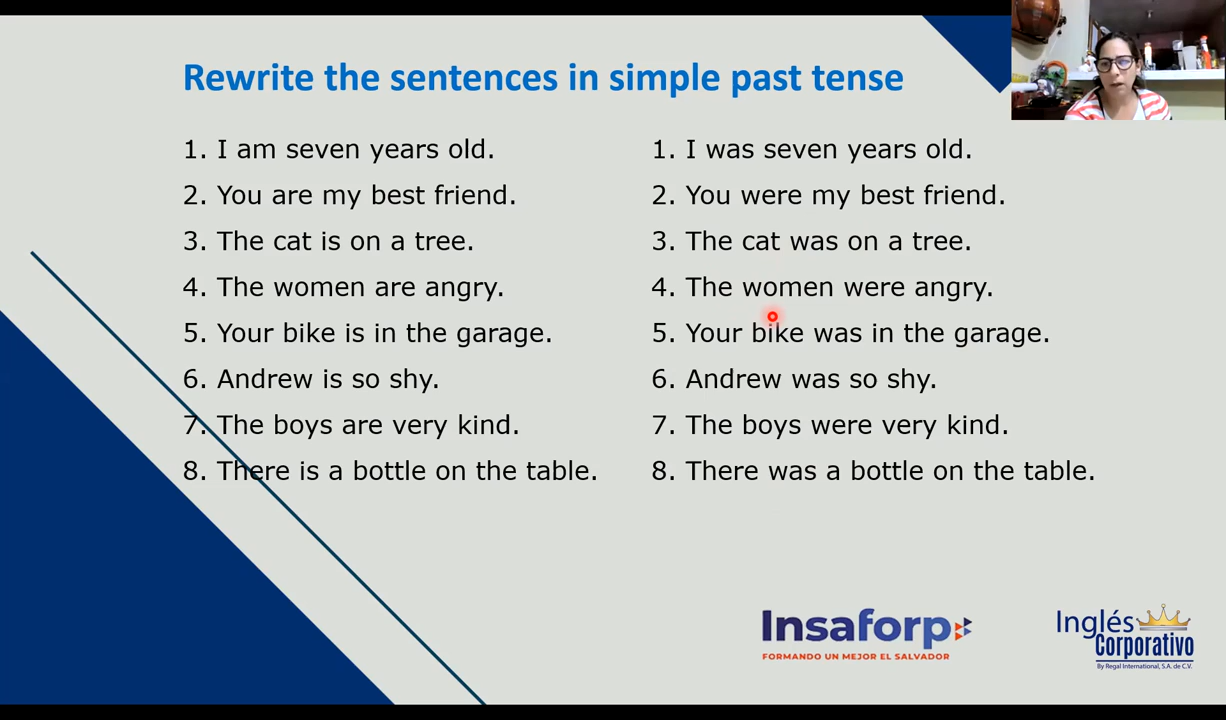 Rewrite the sentences in simple past tense
1. I am seven years old.
2. You are my best friend.
3. The cat is on a tree.
4. The women are angry.
5. Your bike is in the garage.
6. Andrew is so shy.
7. The boys are very kind.
8. There is a bottle on the table.
1. I was seven years old.
2. You were my best friend.
3. The cat was on a tree.
4. The women were angry.
5. Your bike was in the garage.
6. Andrew was so shy.
7. The boys were very kind.
8. There was a bottle on the table.
Insaforp
FORMANDO UN MEJOR EL SALVADOR
Inglés
Corporativo
By Regal International, S.A. de C.V.